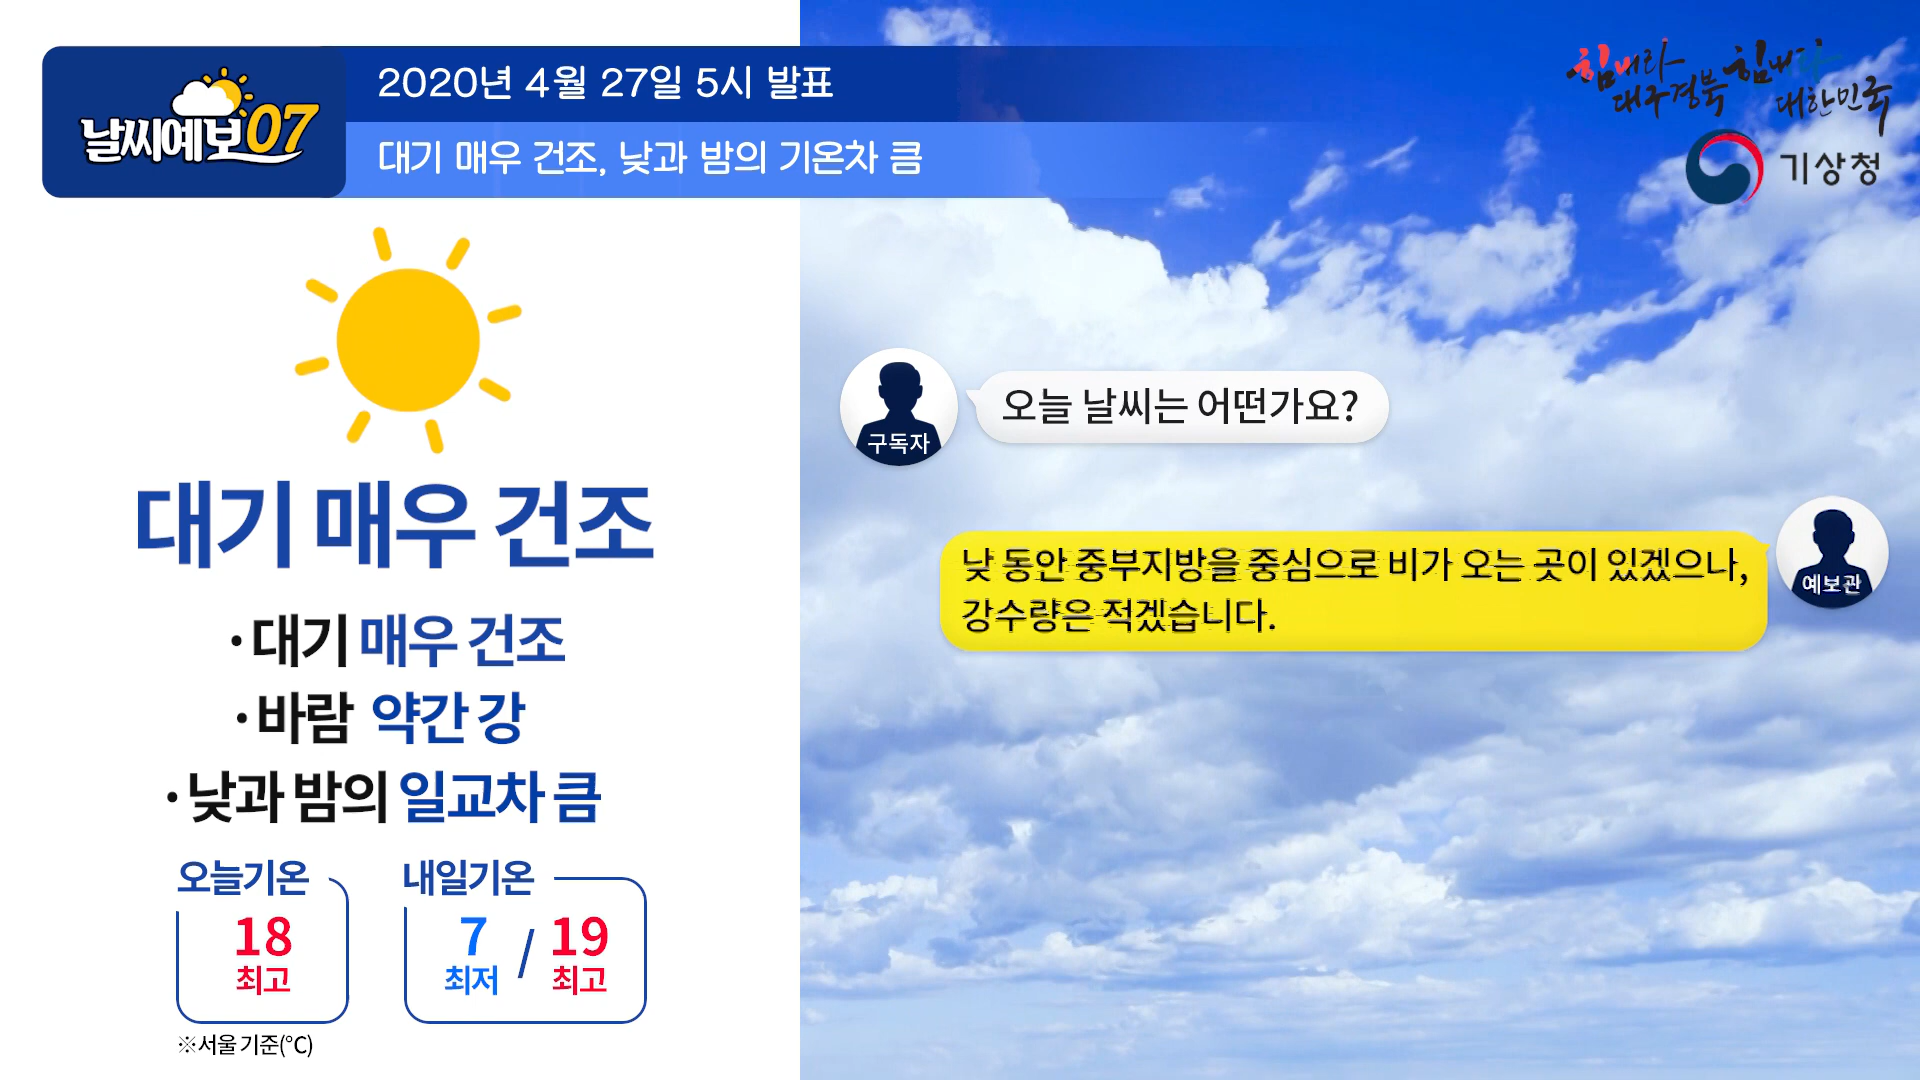 날씨예보07
2020년 4월 27일 5시 발표
대기 매우 건조, 낮과 밤의 기온차 큼
힘내라 대구경북 힘내라 대한민국
기상청
대기 매우 건조
·대기 매우 건조
·바람 약간 강
·낮과 밤의 일교차 큼
오늘기온
18
최고
내일기온
7 / 19
최저 최고
※서울 기준(°C)
구독자
오늘 날씨는 어떤가요?
낮 동안 중부지방을 중심으로 비가 오는 곳이 있겠으나,
강수량은 적겠습니다.
예보관